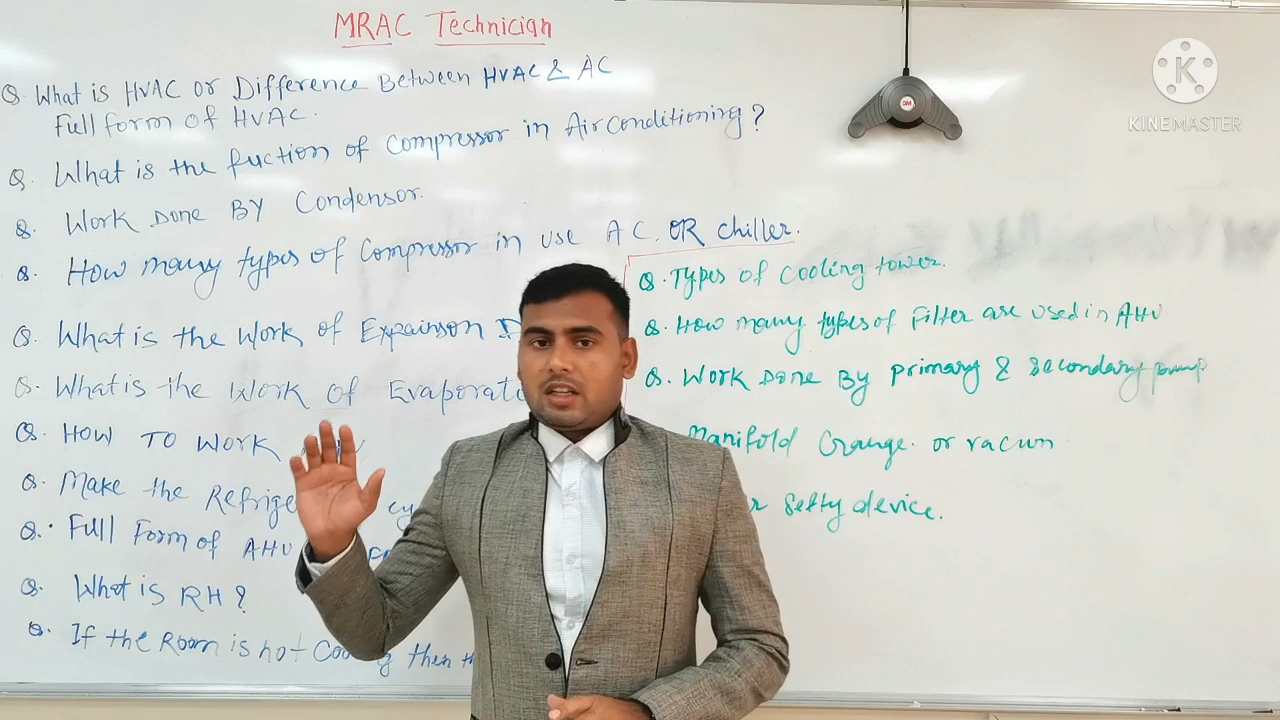 MRAC Technician
Q. What is HVAC or Difference Between HVAC & AC
Full form of HVAC.
Q. What is the fuction of Compressor in Airconditioning?
Q. Work Done By Condensor.
Q. How many types of Compressor in use AC. OR chiller.
Q. What is the Work of Expainson
Q. What is the Work of
Q. HOW TO WORK
Q. Make the
Q. Full Form of AHU
Q. What is RH?
Q. If the Room is not then
Q. Types of Cooling tower.
Q. How many types of Filter are used in AHU
Q. Work Done By primary & Secondary pump
Manifold Gauge. or vacum
Sefty device.
3M
K
KINEMASTER